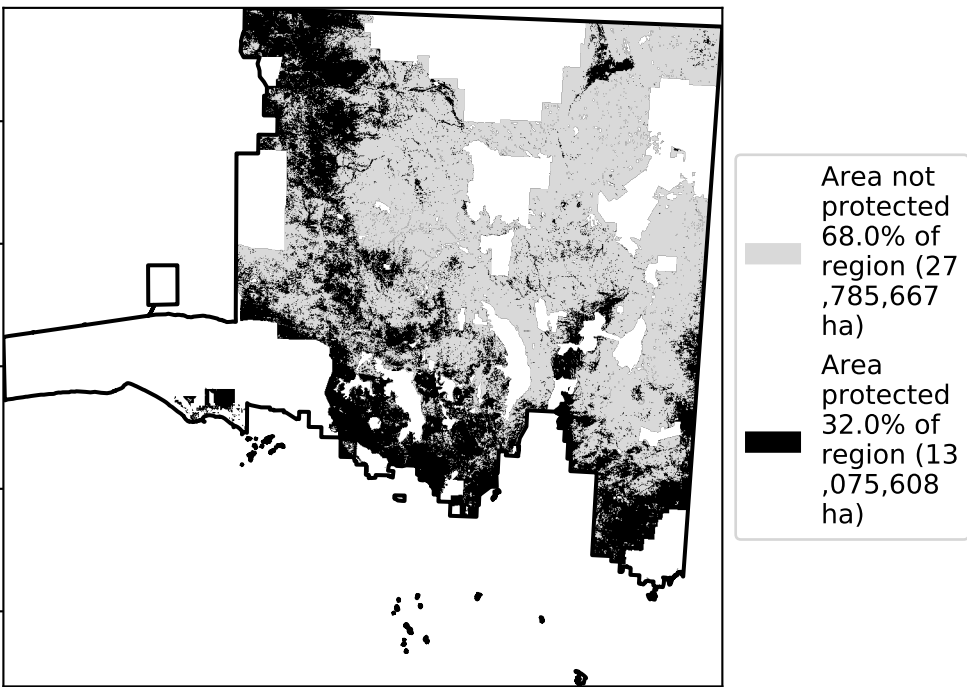 Area not
protected
68.0% of
region (27
,785,667
ha)
Area
protected
32.0% of
region (13
,075,608
ha)